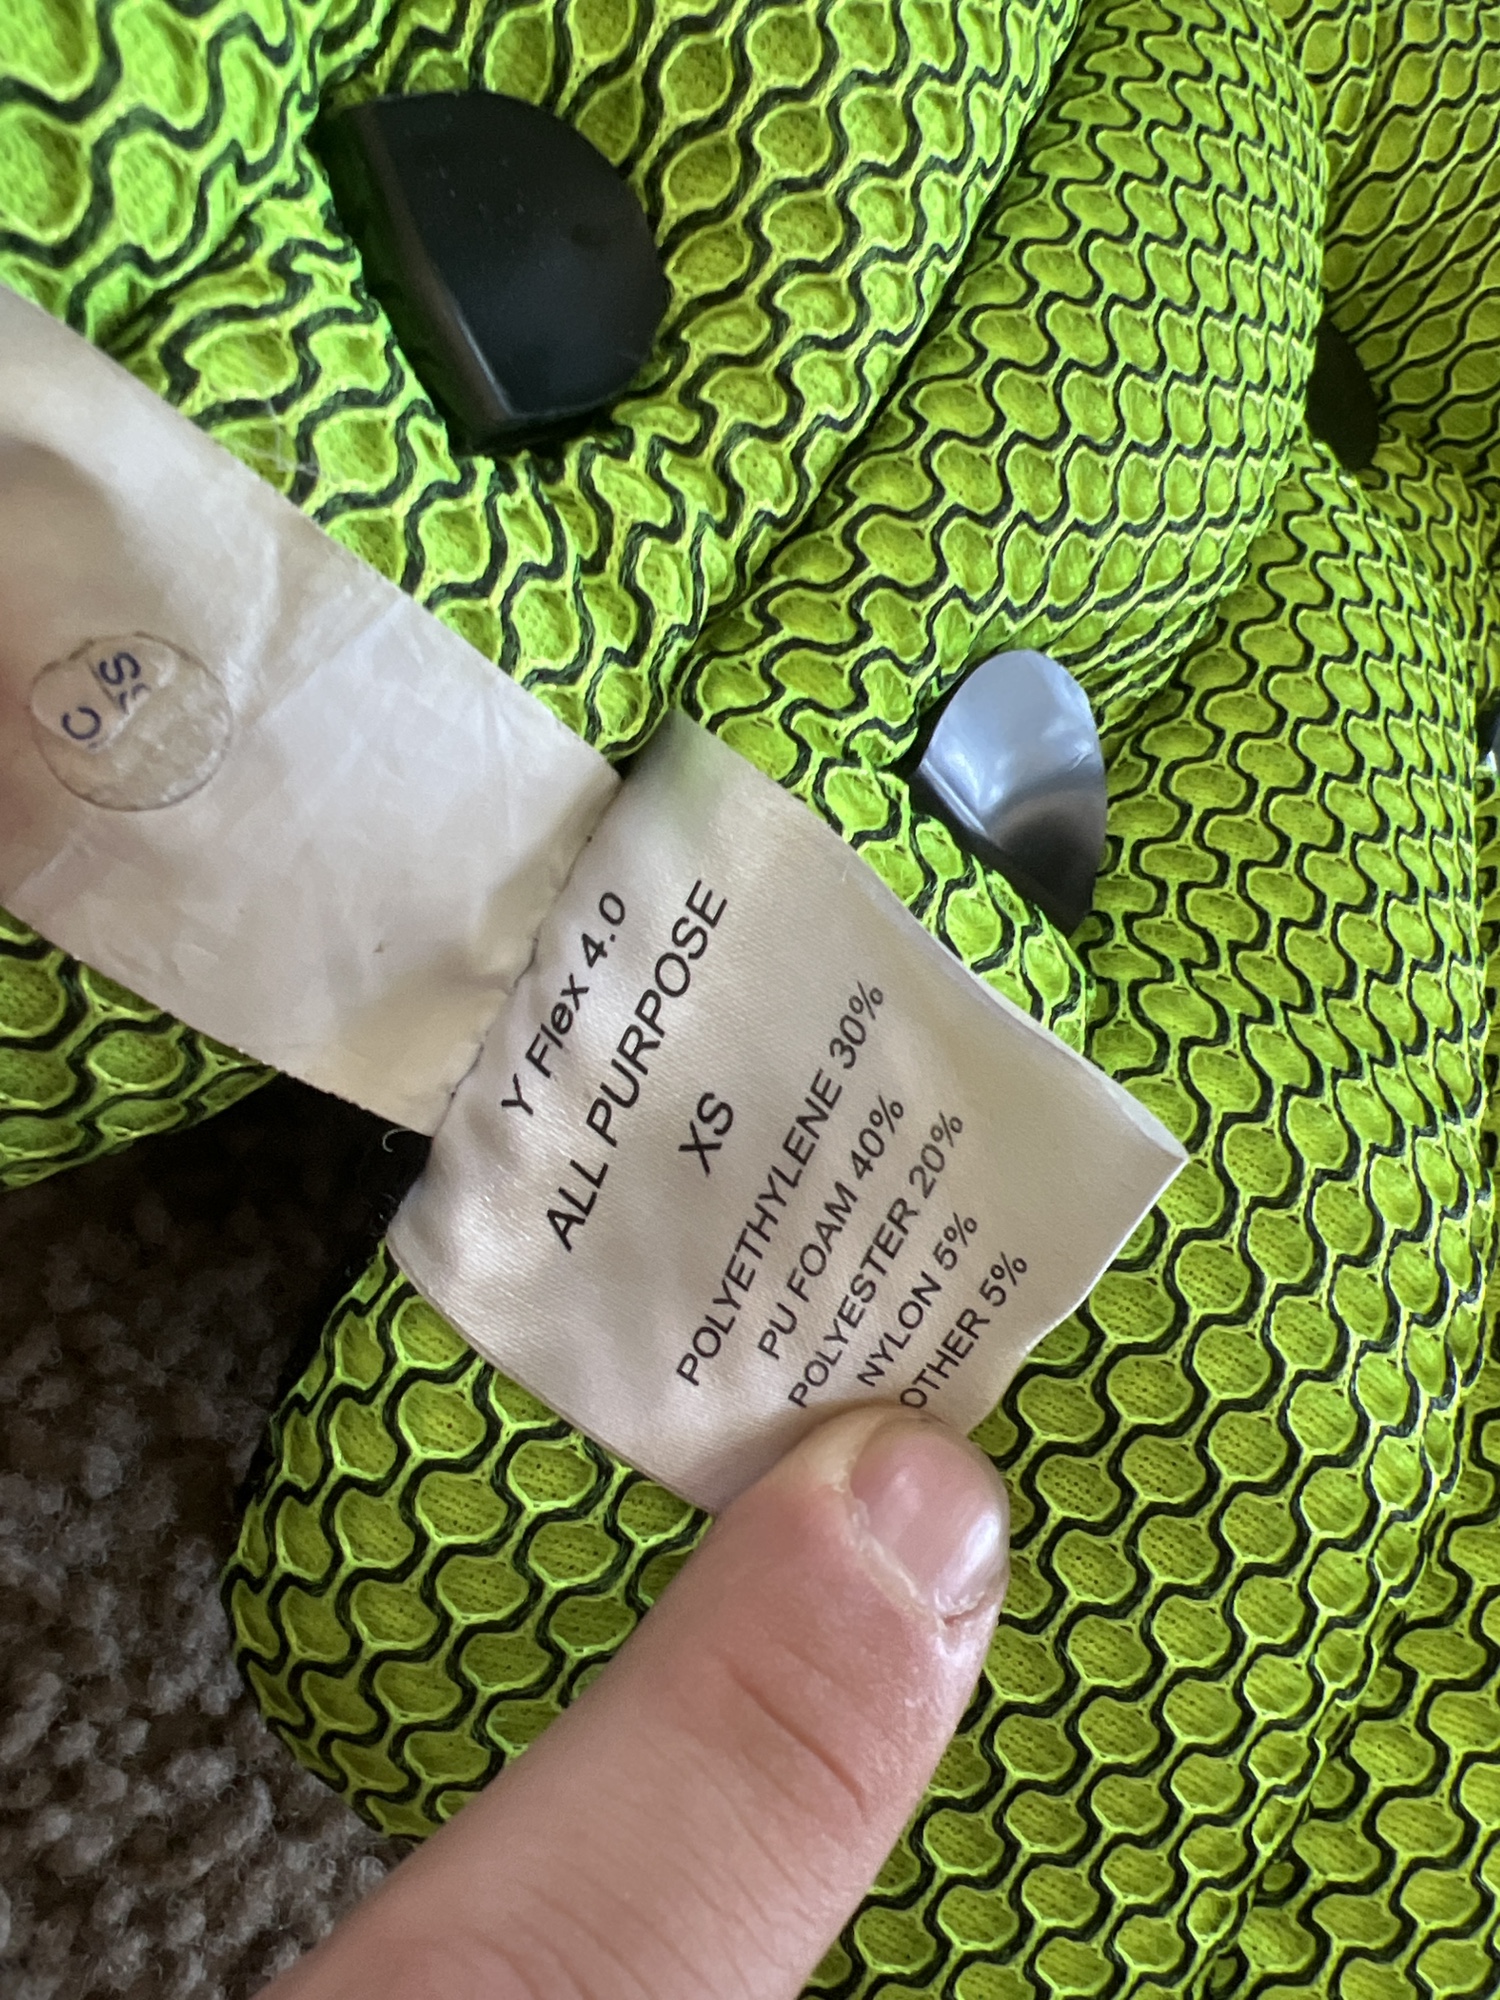 Y Flex 4.0
ALL PURPOSE
XS
POLYETHYLENE 30%
PU FOAM 40%
POLYESTER 20%
NYLON 5%
OTHER 5%